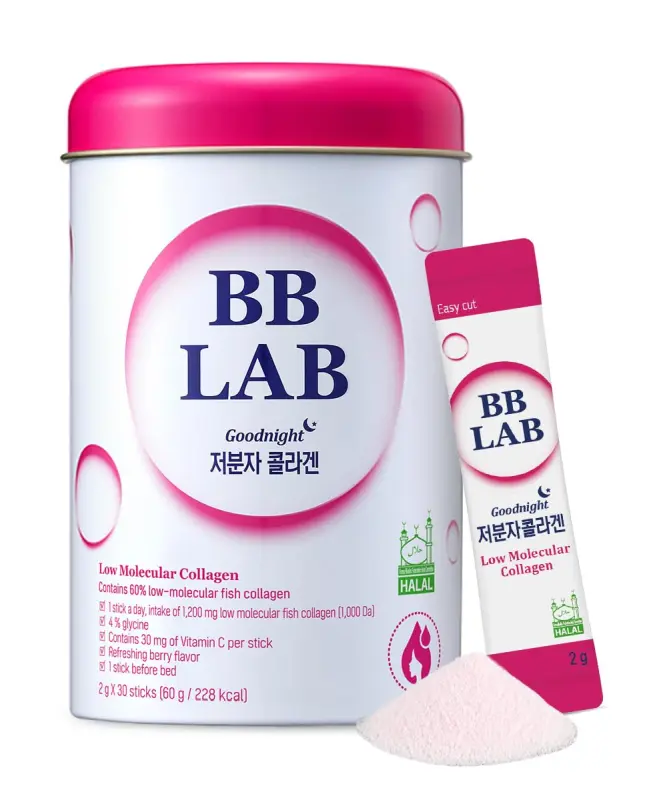 BB
LAB
Goodnight
저분자 콜라겐
Low Molecular Collagen
Contains 60% low-molecular fish collagen
1 stick a day, intake of 1,200 mg low molecular fish collagen (1,000 Da)
4 % glycine
Contains 30 mg of Vitamin C per stick
Refreshing berry flavor
1 stick before bed
2 g X 30 sticks (60 g / 228 kcal)
HALAL
Easy cut
BB
LAB
Goodnight
저분자콜라겐
Low Molecular
Collagen
HALAL
2 g